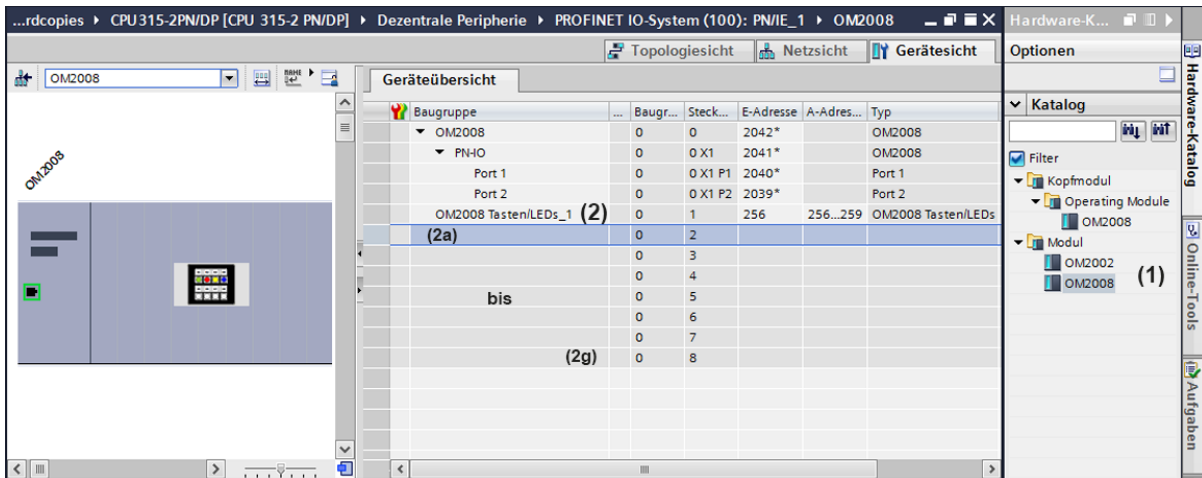 ...rdcopies ▸ CPU315-2PN/DP [CPU 315-2 PN/DP] ▸ Dezentrale Peripherie ▸ PROFINET IO-System (100): PN/IE_1 ▸ OM2008
Hardware-K...
Topologiesicht Netzsicht Gerätesicht
Optionen
OM2008
OM2008
Geräteübersicht
Baugruppe ... Baugr... Steck... E-Adresse A-Adres... Typ
OM2008 0 0 2042* OM2008
PN-IO 0 0 X1 2041* OM2008
Port 1 0 0 X1 P1 2040* Port 1
Port 2 0 0 X1 P2 2039* Port 2
OM2008 Tasten/LEDs_1 (2) 0 1 256 256...259 OM2008 Tasten/LEDs
(2a) 0 2
0 3
0 4
bis 0 5
0 6
0 7
(2g) 0 8
Katalog
Filter
Kopfmodul
Operating Module
OM2008
Modul
OM2002
OM2008 (1)
Hardware-Katalog
Online-Tools
Aufgaben